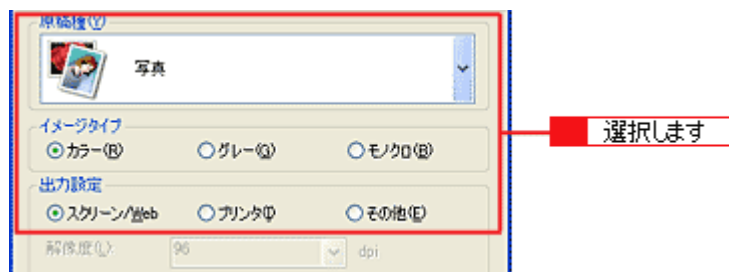 原稿種(Y)
写真
選択します
イメージタイプ
カラー(R) グレー(G) モノクロ(B)
出力設定
スクリーン/Web プリンタ(I) その他(E)
解像度(L): 96 dpi